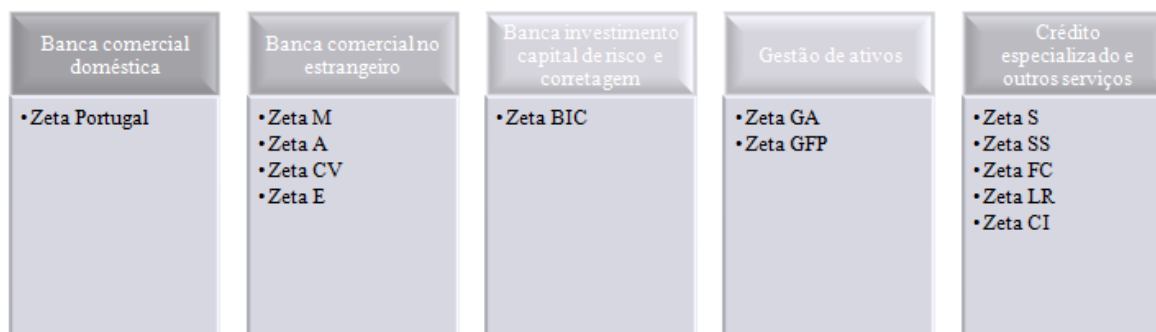 Banca comercial
doméstica
• Zeta Portugal
Banca comercial no
estrangeiro
• Zeta M
• Zeta A
• Zeta CV
• Zeta E
Banca investimento
capital de risco e
corretagem
• Zeta BIC
Gestão de ativos
• Zeta GA
• Zeta GFP
Crédito
especializado e
outros serviços
• Zeta S
• Zeta SS
• Zeta FC
• Zeta LR
• Zeta CI